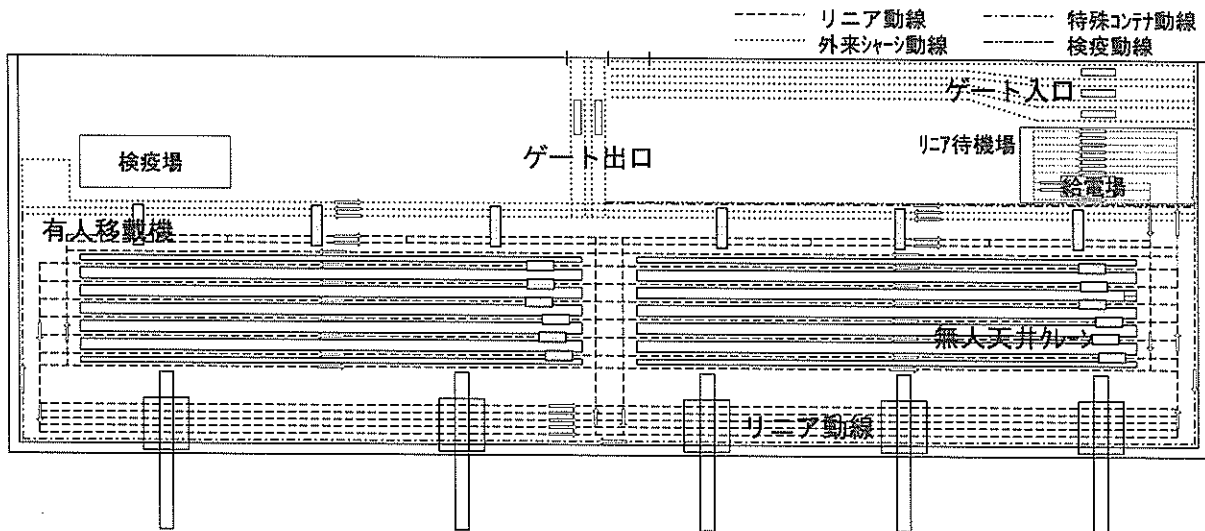 リニア動線
特殊コンテナ動線
外来シャーシ動線
検疫動線
ゲート入口
検疫場
ゲート出口
リニア待機場
給電場
有人移載機
無人天井クレーン
リニア動線